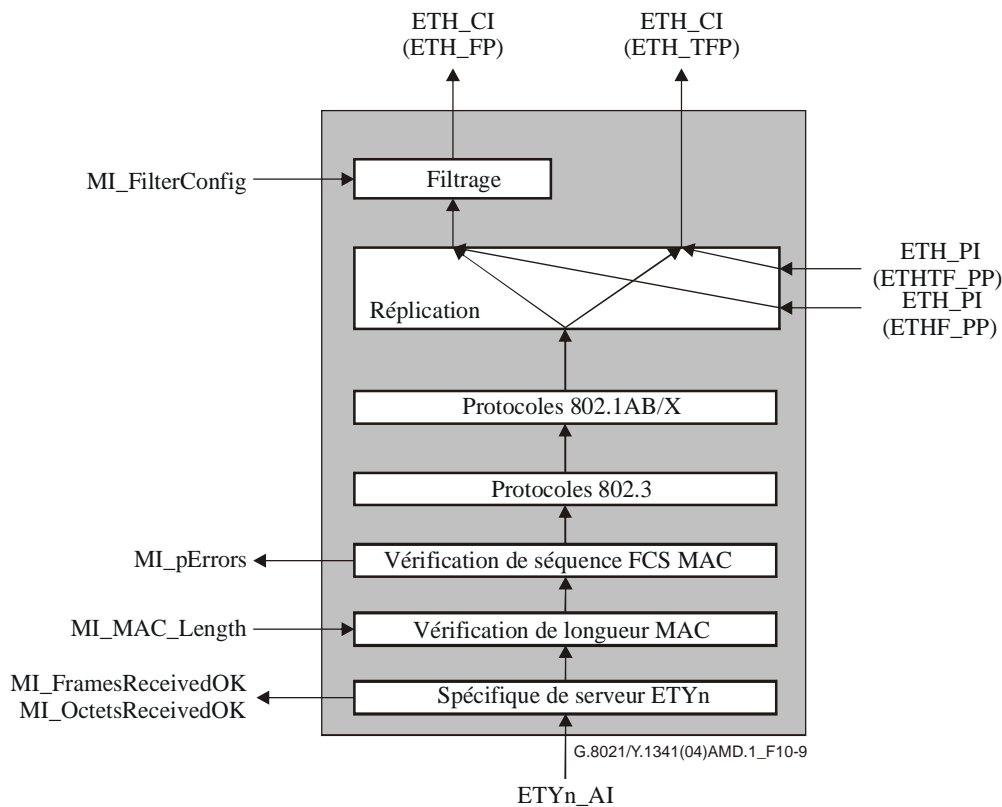 ETH_CI
(ETH_FP)
ETH_CI
(ETH_TFP)
MI_FilterConfig
Filtrage
ETH_PI
(ETHTF_PP)
ETH_PI
(ETHF_PP)
Réplication
Protocoles 802.1AB/X
Protocoles 802.3
MI_pErrors
Vérification de séquence FCS MAC
MI_MAC_Length
Vérification de longueur MAC
MI_FramesReceivedOK
MI_OctetsReceivedOK
Spécifique de serveur ETYn
G.8021/Y.1341(04)AMD.1_F10-9
ETYn_AI